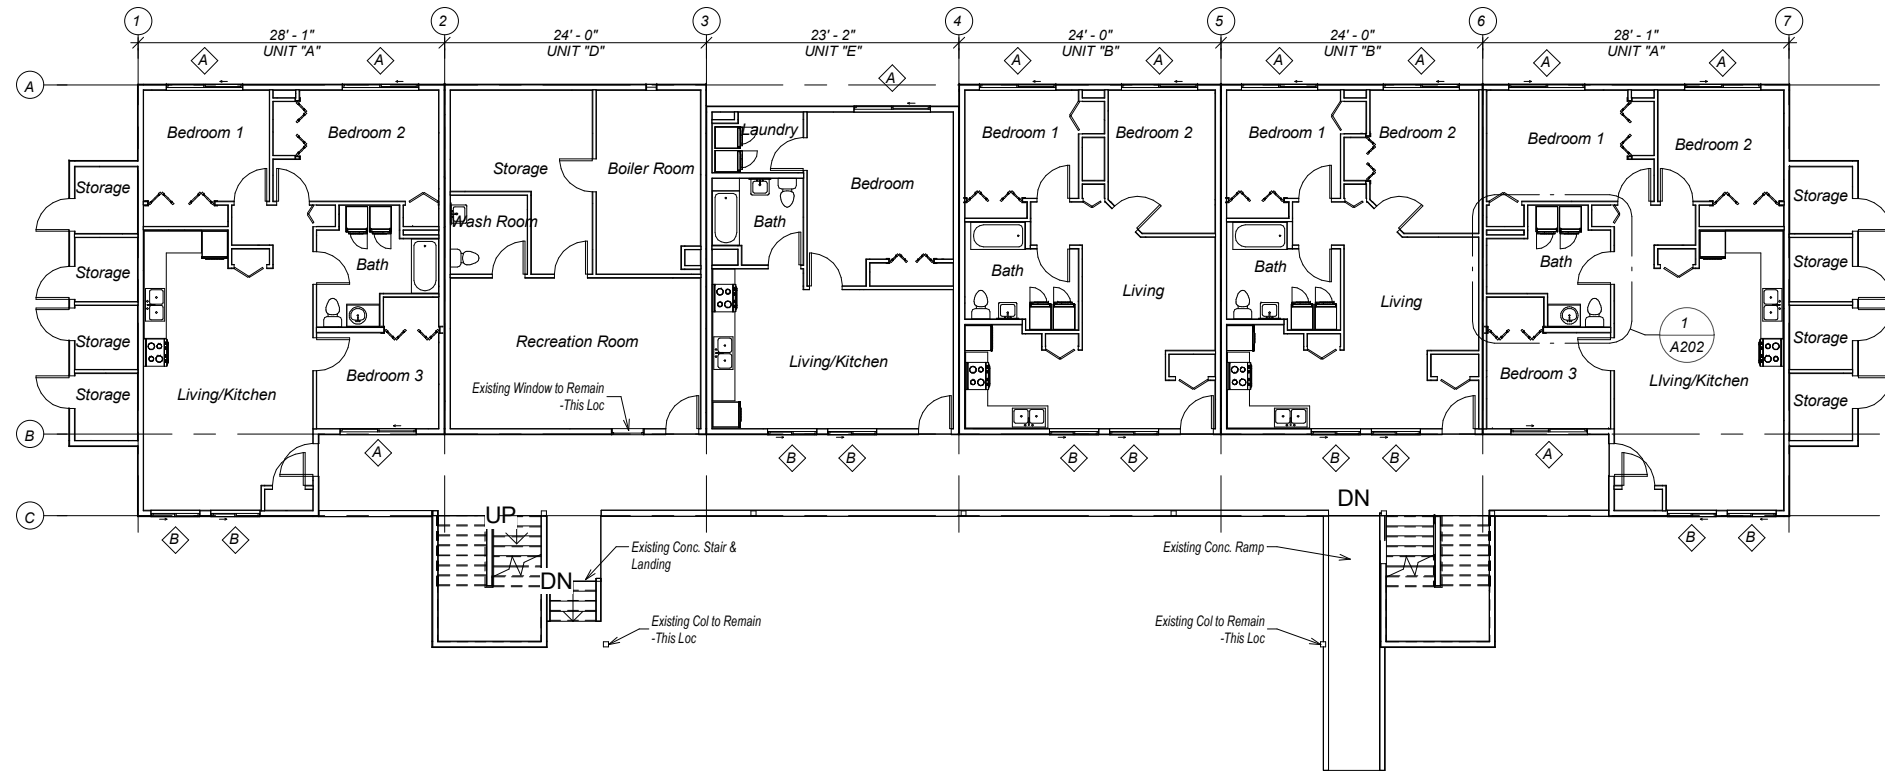 1 2 3 4 5 6 7
28' - 1" 24' - 0" 23' - 2" 24' - 0" 24' - 0" 28' - 1"
UNIT "A" UNIT "D" UNIT "E" UNIT "B" UNIT "B" UNIT "A"
A A A A A A A A
A A
Bedroom 1 Bedroom 2 Laundry Bedroom 1 Bedroom 2 Bedroom 1 Bedroom 2 Bedroom 1 Bedroom 2
Storage Boiler Room
Storage Bedroom Storage
Wash Room Bath
Storage Bath Bath Bath Bath Storage
Living Living
1
A202
Storage Recreation Room Storage
Living/Kitchen
Bedroom 3 Bedroom 3 LIving/Kitchen
Storage Living/Kitchen Storage
Existing Window to Remain
-This Loc
B
A B B B B B B A
DN
UP
C
B B B B
Existing Conc. Stair &
Landing
Existing Conc. Ramp
DN
Existing Col to Remain
-This Loc
Existing Col to Remain
-This Loc